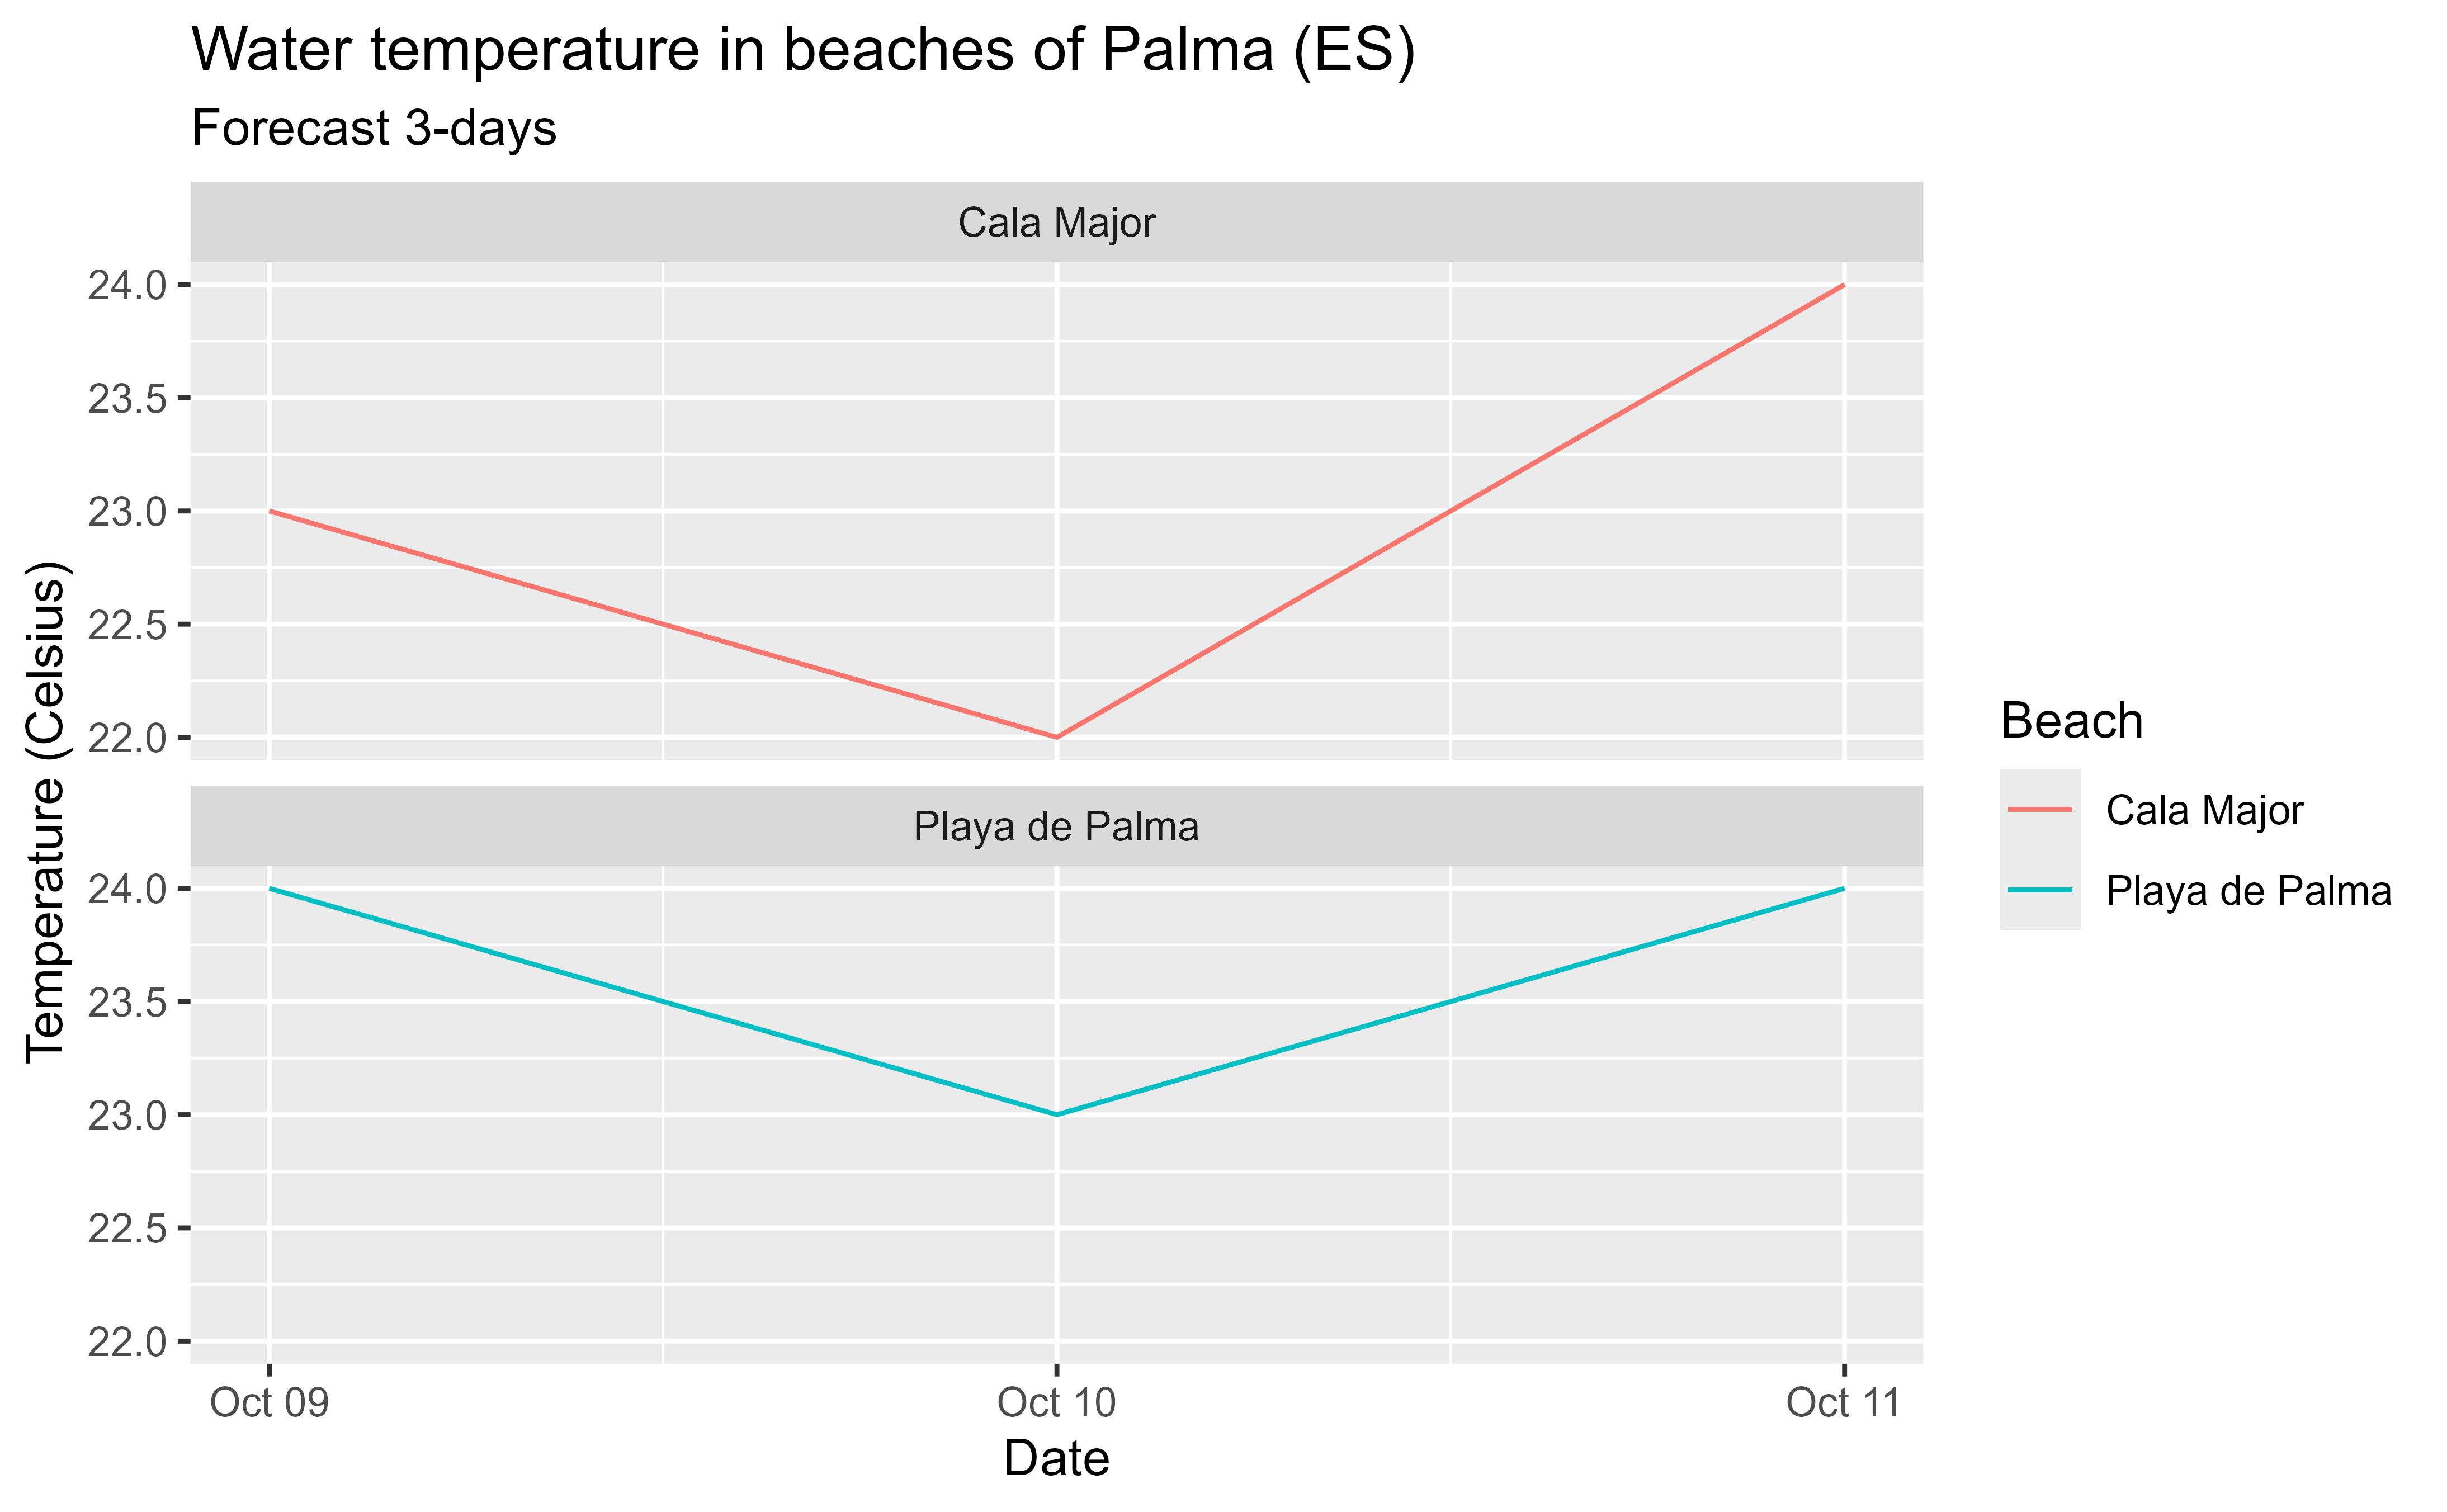 Water temperature in beaches of Palma (ES)
Forecast 3-days
Cala Major
24.0
23.5
23.0
22.5
22.0
Playa de Palma
24.0
23.5
23.0
22.5
22.0
Oct 09
Oct 10
Oct 11
Date
Temperature (Celsius)
Beach
Cala Major
Playa de Palma